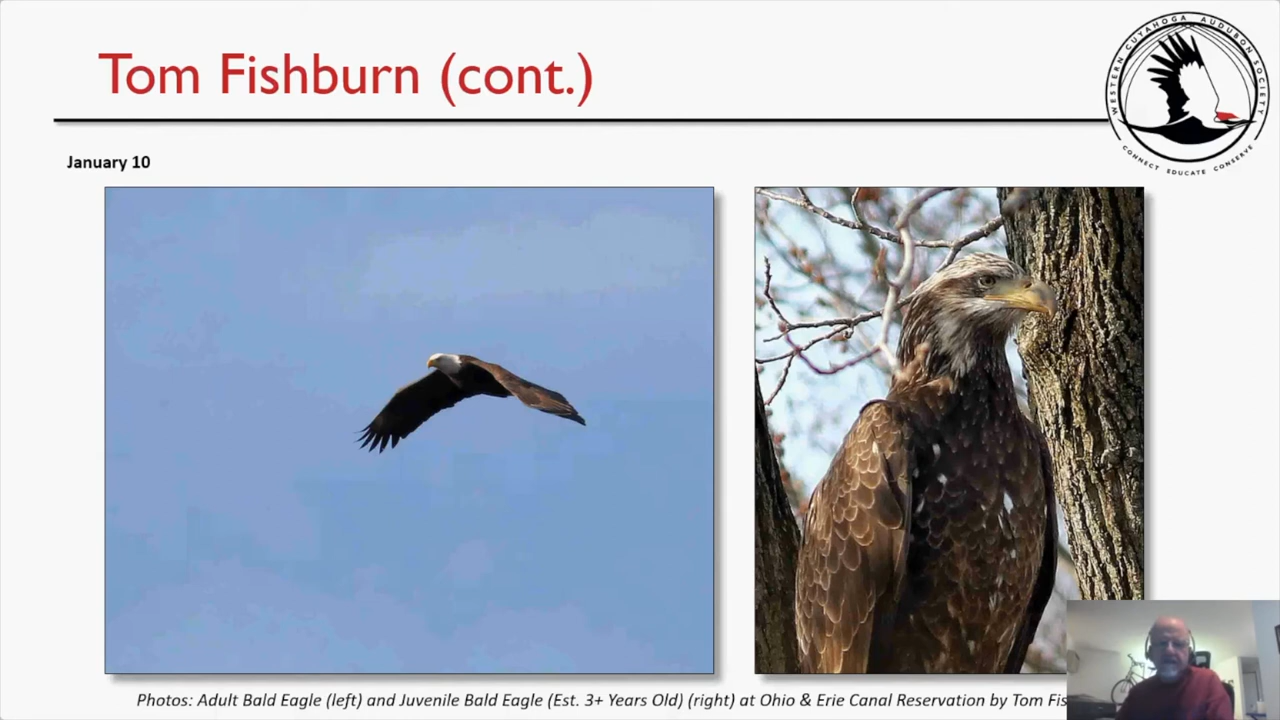 Tom Fishburn (cont.)
WESTERN CUYAHOGA AUDUBON SOCIETY
CONNECT EDUCATE CONSERVE
January 10
Photos: Adult Bald Eagle (left) and Juvenile Bald Eagle (Est. 3+ Years Old) (right) at Ohio & Erie Canal Reservation by Tom Fis